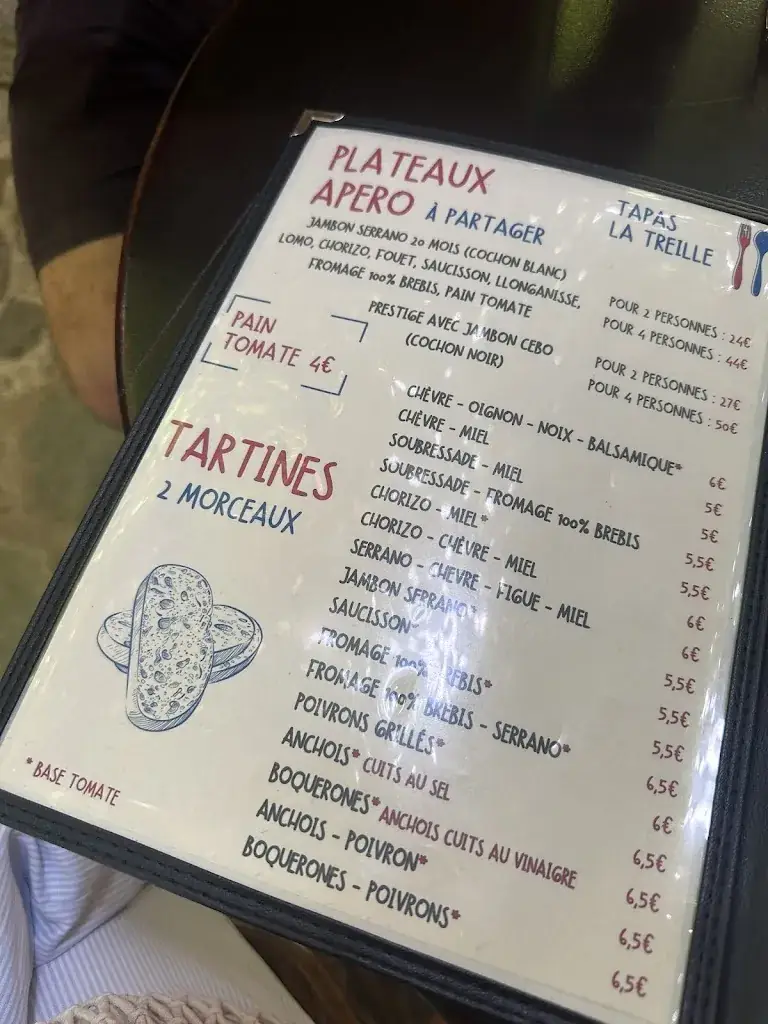 PLATEAUX
APERO À PARTAGER
TAPAS
LA TREILLE
JAMBON SERRANO 20 MOIS (COCHON BLANC)
LOMO, CHORIZO, FOUET, SAUCISSON, LLONGANISSE,
FROMAGE 100% BREBIS, PAIN TOMATE
POUR 2 PERSONNES : 24€
POUR 4 PERSONNES : 44€
PRESTIGE AVEC JAMBON CEBO
(COCHON NOIR)
POUR 2 PERSONNES : 27€
POUR 4 PERSONNES : 50€
PAIN
TOMATE 4€
TARTINES
2 MORCEAUX
CHÈVRE - OIGNON - NOIX - BALSAMIQUE* 6€
CHÈVRE - MIEL 5€
SOUBRESSADE - MIEL 5€
SOUBRESSADE - FROMAGE 100% BREBIS 5,5€
CHORIZO - MIEL* 5,5€
CHORIZO - CHÈVRE - MIEL 6€
SERRANO - CHEVRE - FIGUE - MIEL 6€
JAMBON SERRANO* 5,5€
SAUCISSON* 5,5€
FROMAGE 100% BREBIS* 5,5€
FROMAGE 100% BREBIS - SERRANO* 6,5€
POIVRONS GRILLÉS* 6€
ANCHOIS* CUITS AU SEL 6,5€
BOQUERONES* ANCHOIS CUITS AU VINAIGRE 6,5€
ANCHOIS - POIVRON* 6,5€
BOQUERONES - POIVRONS* 6,5€
*BASE TOMATE